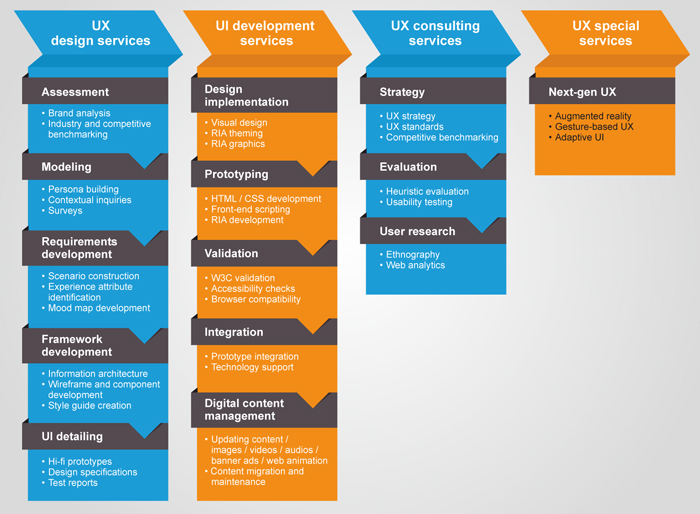 UX
design services
Assessment
• Brand analysis
• Industry and competitive
benchmarking
Modeling
• Persona building
• Contextual inquiries
• Surveys
Requirements
development
• Scenario construction
• Experience attribute
identification
• Mood map development
Framework
development
• Information architecture
• Wireframe and component
development
• Style guide creation
UI detailing
• Hi-fi prototypes
• Design specifications
• Test reports
UI development
services
Design
implementation
• Visual design
• RIA theming
• RIA graphics
Prototyping
• HTML / CSS development
• Front-end scripting
• RIA development
Validation
• W3C validation
• Accessibility checks
• Browser compatibility
Integration
• Prototype integration
• Technology support
Digital content
management
• Updating content /
images / videos / audios /
banner ads / web animation
• Content migration and
maintenance
UX consulting
services
Strategy
• UX strategy
• UX standards
• Competitive benchmarking
Evaluation
• Heuristic evaluation
• Usability testing
User research
• Ethnography
• Web analytics
UX special
services
Next-gen UX
• Augmented reality
• Gesture-based UX
• Adaptive UI